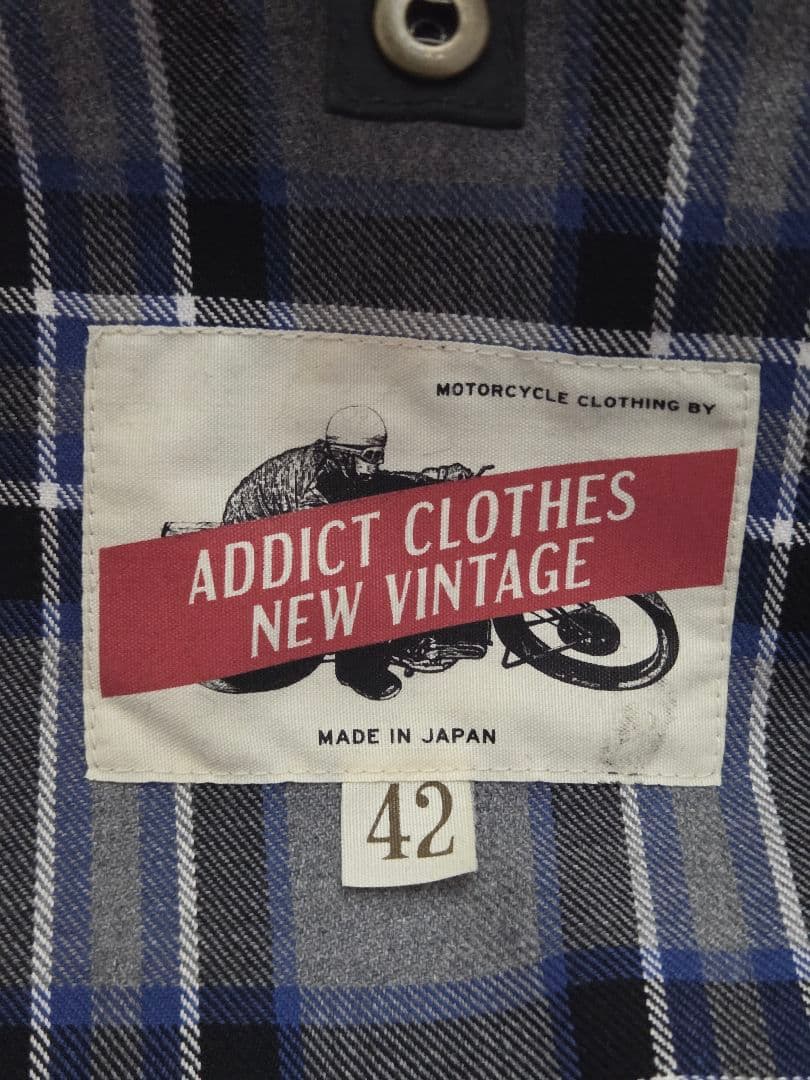 MOTORCYCLE CLOTHING BY
ADDICT CLOTHES
NEW VINTAGE
MADE IN JAPAN
42